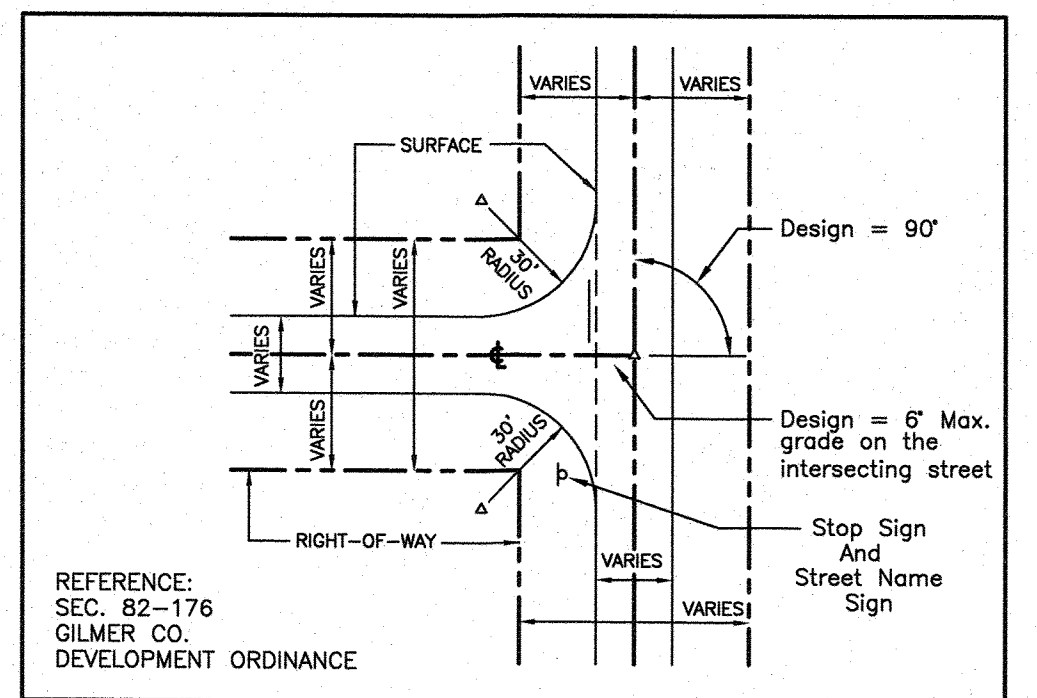 VARIES
VARIES
SURFACE
Design = 90°
30'
RADIUS
VARIES
VARIES
VARIES
VARIES
℄
30'
RADIUS
Design = 6° Max.
grade on the
intersecting street
RIGHT-OF-WAY
Stop Sign
And
Street Name
Sign
VARIES
VARIES
REFERENCE:
SEC. 82-176
GILMER CO.
DEVELOPMENT ORDINANCE